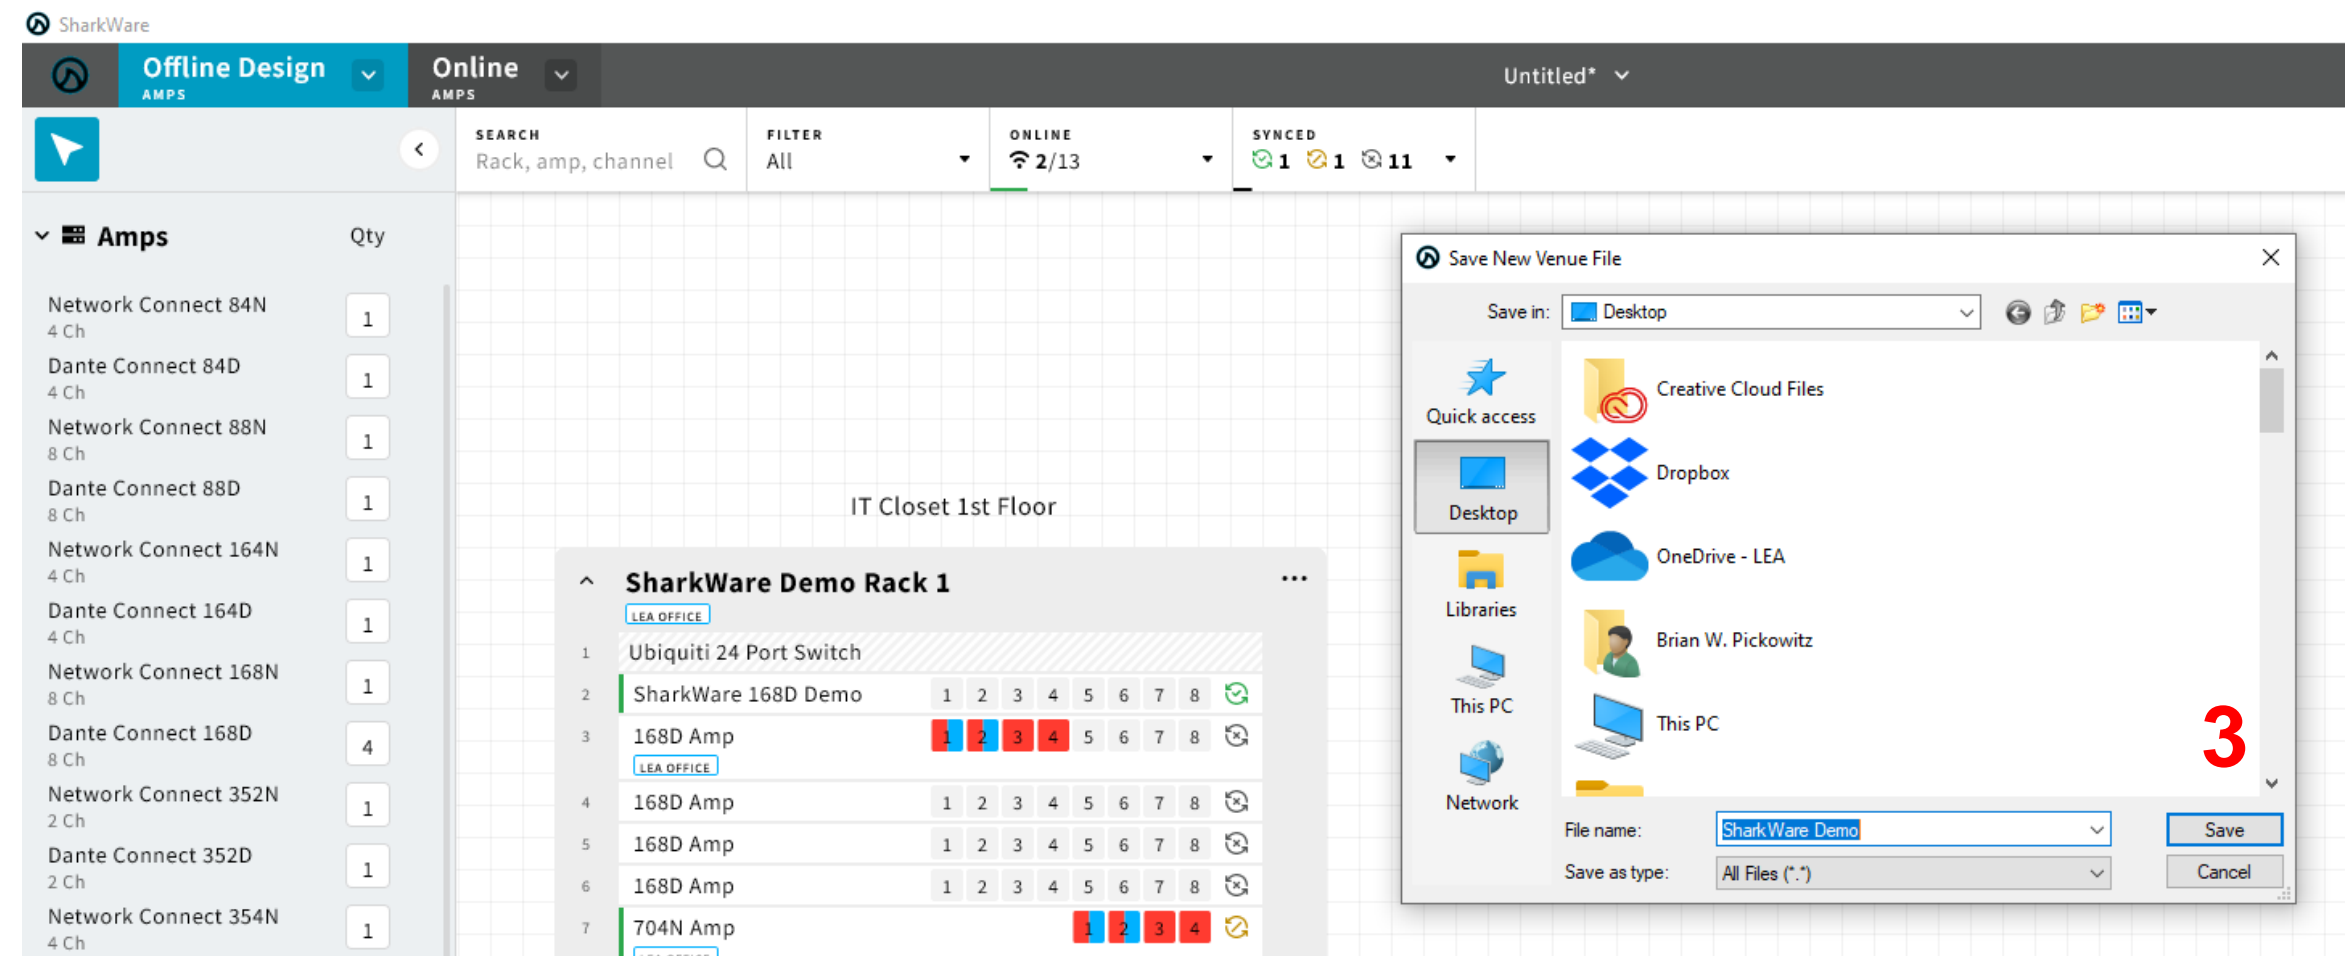 SharkWare
Offline Design
AMPS
Online
AMPS
Untitled*
SEARCH
Rack, amp, channel
FILTER
All
ONLINE
2/13
SYNCED
1 1 11
Amps Qty
Network Connect 84N
4 Ch
1
Dante Connect 84D
4 Ch
1
Network Connect 88N
8 Ch
1
Dante Connect 88D
8 Ch
1
Network Connect 164N
4 Ch
1
Dante Connect 164D
4 Ch
1
Network Connect 168N
8 Ch
1
Dante Connect 168D
8 Ch
4
Network Connect 352N
2 Ch
1
Dante Connect 352D
2 Ch
1
Network Connect 354N
4 Ch
1
IT Closet 1st Floor
SharkWare Demo Rack 1
LEA OFFICE
1 Ubiquiti 24 Port Switch
2 SharkWare 168D Demo 1 2 3 4 5 6 7 8
3 168D Amp 1 2 3 4 5 6 7 8
LEA OFFICE
4 168D Amp 1 2 3 4 5 6 7 8
5 168D Amp 1 2 3 4 5 6 7 8
6 168D Amp 1 2 3 4 5 6 7 8
7 704N Amp 1 2 3 4
Save New Venue File
Save in: Desktop
Quick access
Desktop
Libraries
This PC
Network
Creative Cloud Files
Dropbox
OneDrive - LEA
Brian W. Pickowitz
This PC
3
File name: SharkWare Demo Save
Save as type: All Files (*.*) Cancel